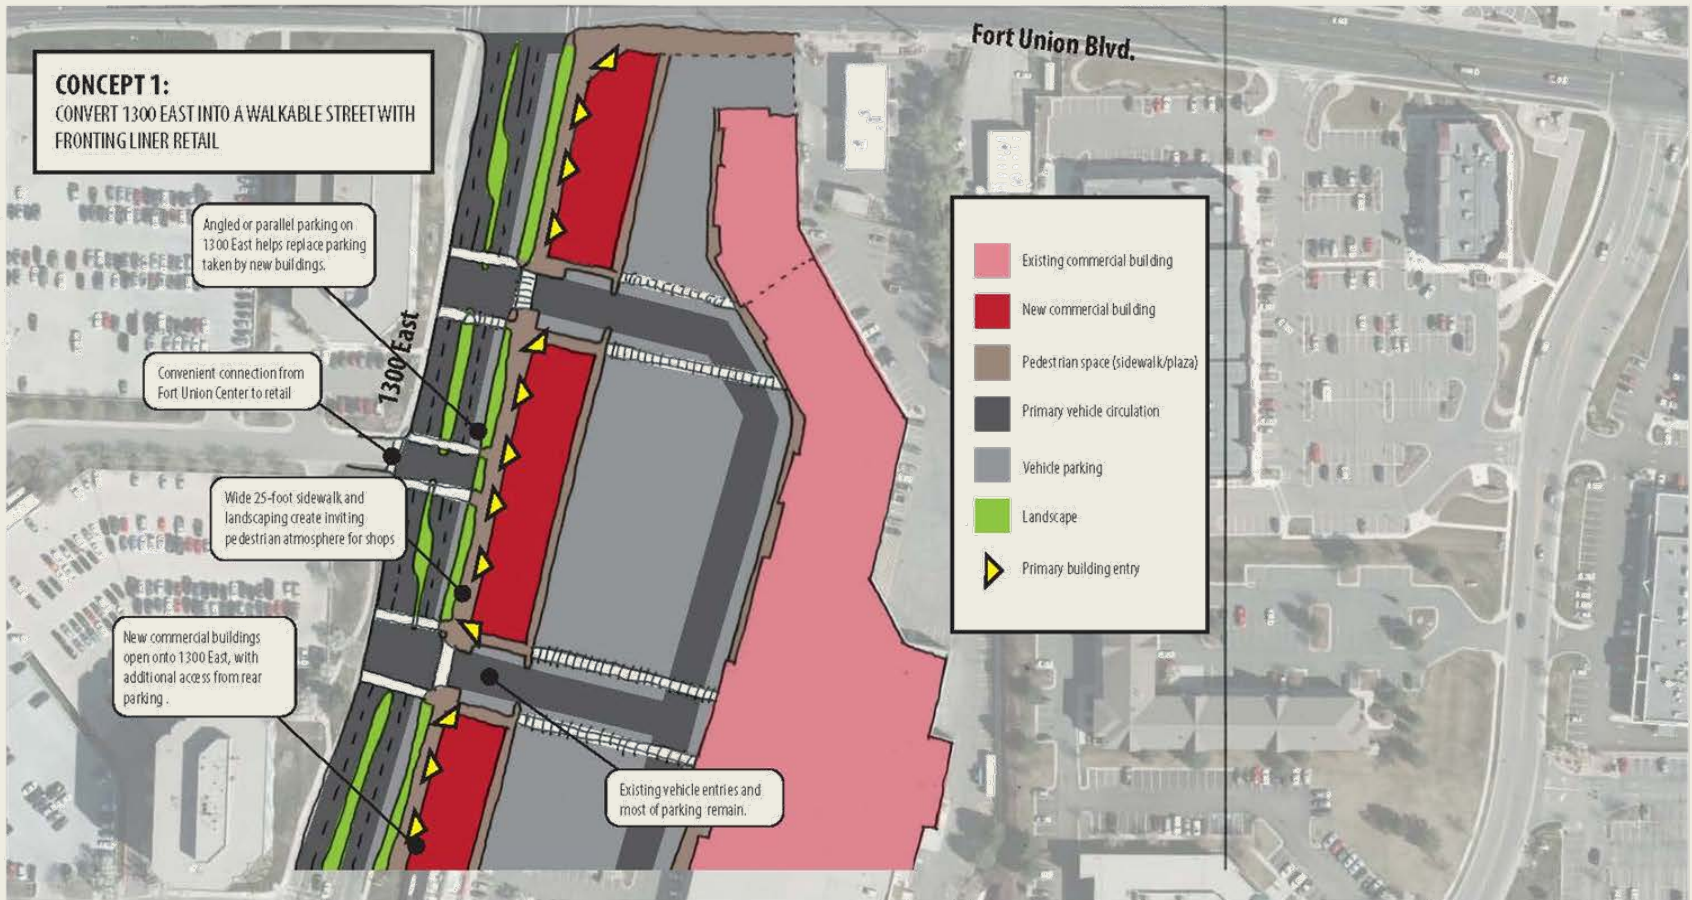 Fort Union Blvd.
CONCEPT 1:
CONVERT 1300 EAST INTO A WALKABLE STREET WITH
FRONTING LINER RETAIL
Angled or parallel parking on
1300 East helps replace parking
taken by new buildings.
1300 East
Convenient connection from
Fort Union Center to retail
Wide 25-foot sidewalk and
landscaping create inviting
pedestrian atmosphere for shops
New commercial buildings
open onto 1300 East, with
additional access from rear
parking .
Existing vehicle entries and
most of parking remain.
Existing commercial building
New commercial building
Pedestrian space (sidewalk/plaza)
Primary vehicle circulation
Vehicle parking
Landscape
Primary building entry